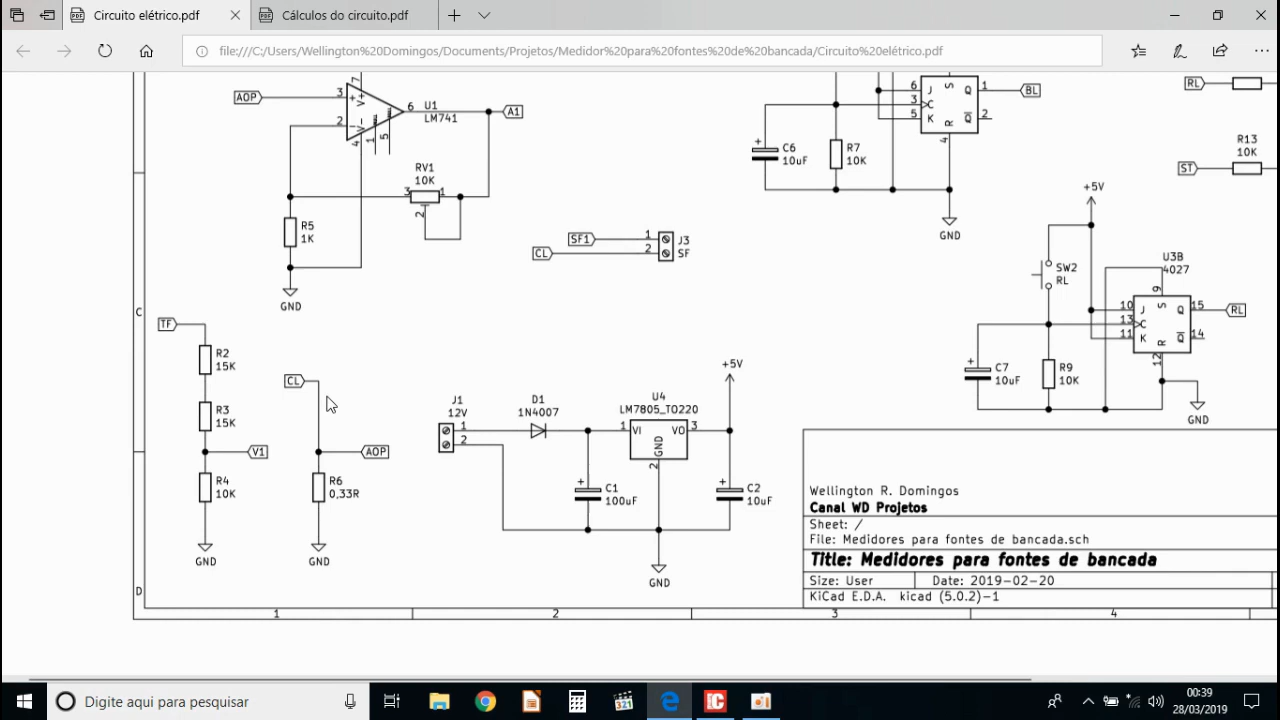 Circuito elétrico.pdf
Cálculos do circuito.pdf
file:///C:/Users/Wellington%20Domingos/Documents/Projetos/Medidor%20para%20fontes%20de%20bancada/Circuito%20elétrico.pdf
AOP
3
2
7
+
V+
-
V-
4
1
5
6
U1
LM741
A1
RV1
10K
3
1
2
R5
1K
GND
SF1
CL
1
2
J3
SF
C6
10uF
R7
10K
6
3
5
J
C
K
S
R
Q
Q
1
2
4
BL
GND
RL
R13
10K
ST
+5V
SW2
RL
U3B
4027
9
10
13
11
J
C
K
S
R
Q
Q
15
14
12
RL
C7
10uF
R9
10K
GND
C
TF
R2
15K
R3
15K
V1
R4
10K
GND
CL
AOP
R6
0,33R
GND
J1
12V
1
2
D1
1N4007
U4
LM7805_TO220
1
VI
VO
3
GND
2
+5V
C1
100uF
C2
10uF
GND
Wellington R. Domingos
Canal WD Projetos
Sheet: /
File: Medidores para fontes de bancada.sch
Title: Medidores para fontes de bancada
Size: User
Date: 2019-02-20
KiCad E.D.A. kicad (5.0.2)-1
D
1
2
3
4
Digite aqui para pesquisar
321
00:39
28/03/2019